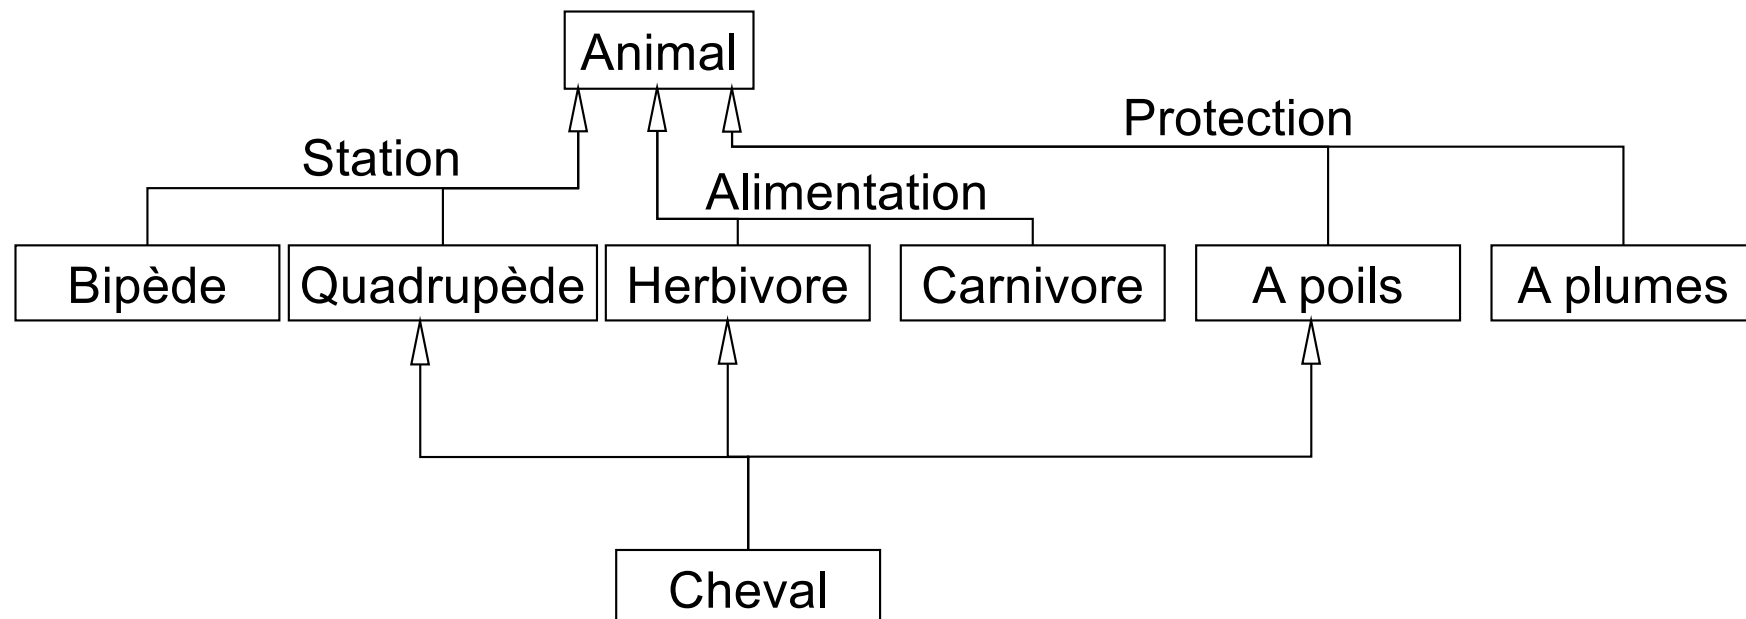 Animal
Protection
Station
Alimentation
Bipède
Quadrupède
Herbivore
Carnivore
A poils
A plumes
Cheval